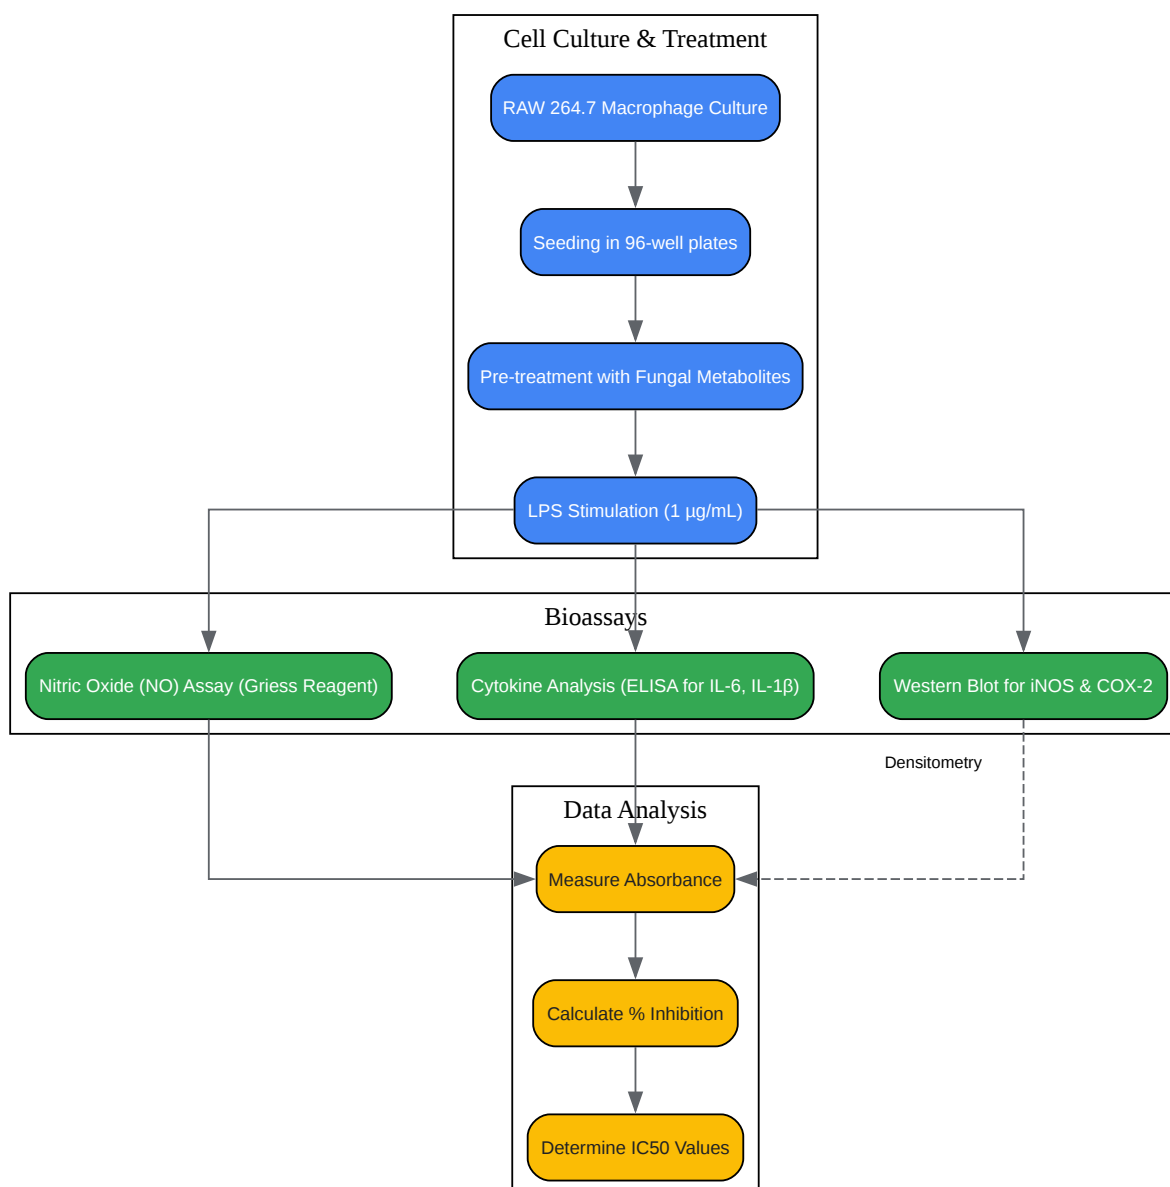 Cell Culture & Treatment
RAW 264.7 Macrophage Culture
Seeding in 96-well plates
Pre-treatment with Fungal Metabolites
LPS Stimulation (1 µg/mL)
Bioassays
Nitric Oxide (NO) Assay (Griess Reagent)
Cytokine Analysis (ELISA for IL-6, IL-1β)
Western Blot for iNOS & COX-2
Densitometry
Data Analysis
Measure Absorbance
Calculate % Inhibition
Determine IC50 Values